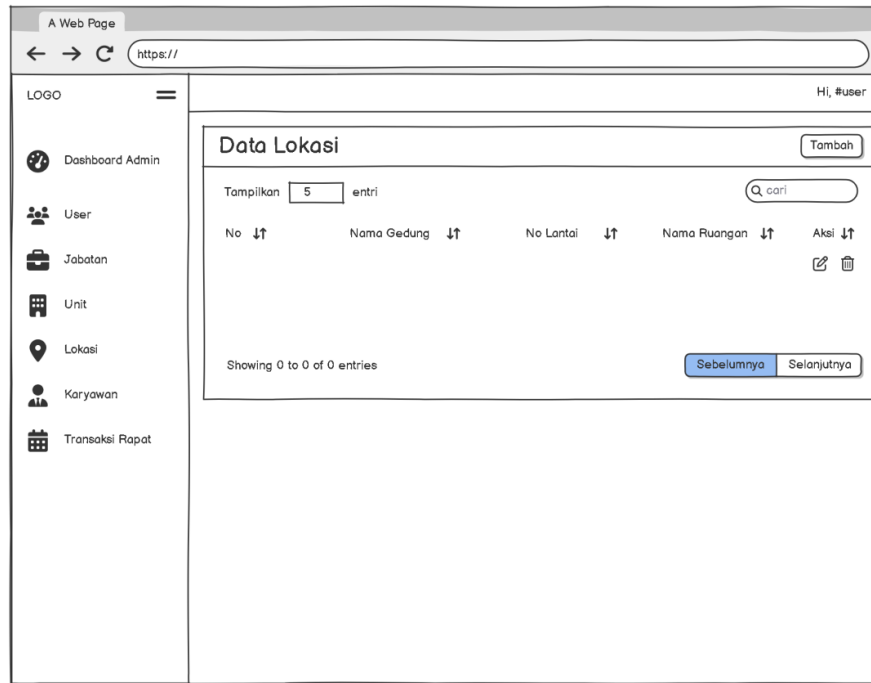 A Web Page
https://
LOGO
Hi, #user
Dashboard Admin
User
Jabatan
Unit
Lokasi
Karyawan
Transaksi Rapat
Data Lokasi
Tambah
Tampilkan 5 entri
cari
No Nama Gedung No Lantai Nama Ruangan Aksi
Showing 0 to 0 of 0 entries
Sebelumnya Selanjutnya